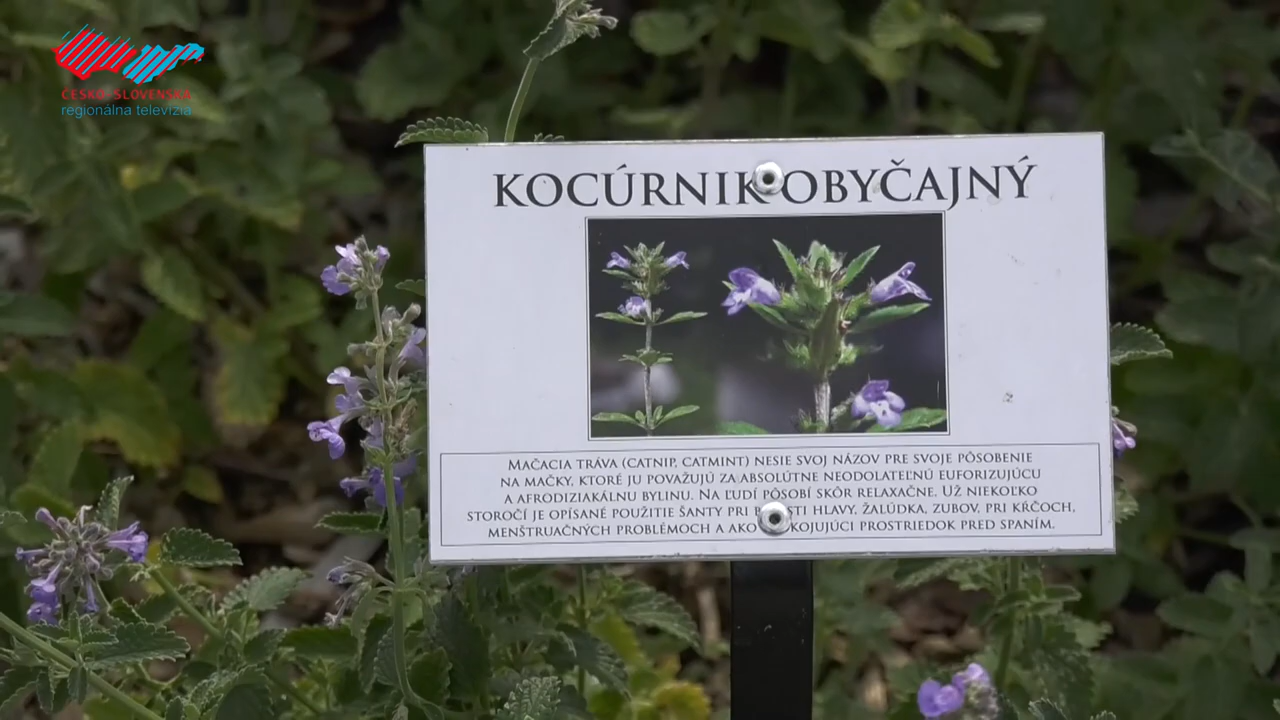 ČESKO-SLOVENSKÁ
regionálna televízia
KOCÚRNIK OBYČAJNÝ
MAČACIA TRÁVA (CATNIP, CATMINT) NESIE SVOJ NÁZOV PRE SVOJE PÔSOBENIE
NA MAČKY, KTORÉ JU POVAŽUJÚ ZA ABSOLÚTNE NEODOLATEĽNÚ EUFORIZUJÚCU
A AFRODIZIAKÁLNU BYLINU. NA ĽUDÍ PÔSOBÍ SKÔR RELAXAČNE. UŽ NIEKOĽKO
STOROČÍ JE OPÍSANÉ POUŽITIE ŠANTY PRI HLAVY, ŽALÚDKA, ZUBOV, PRI KŔČOCH,
MENŠTRUAČNÝCH PROBLÉMOCH A AKO PROSTRIEDOK PRED SPANÍM.